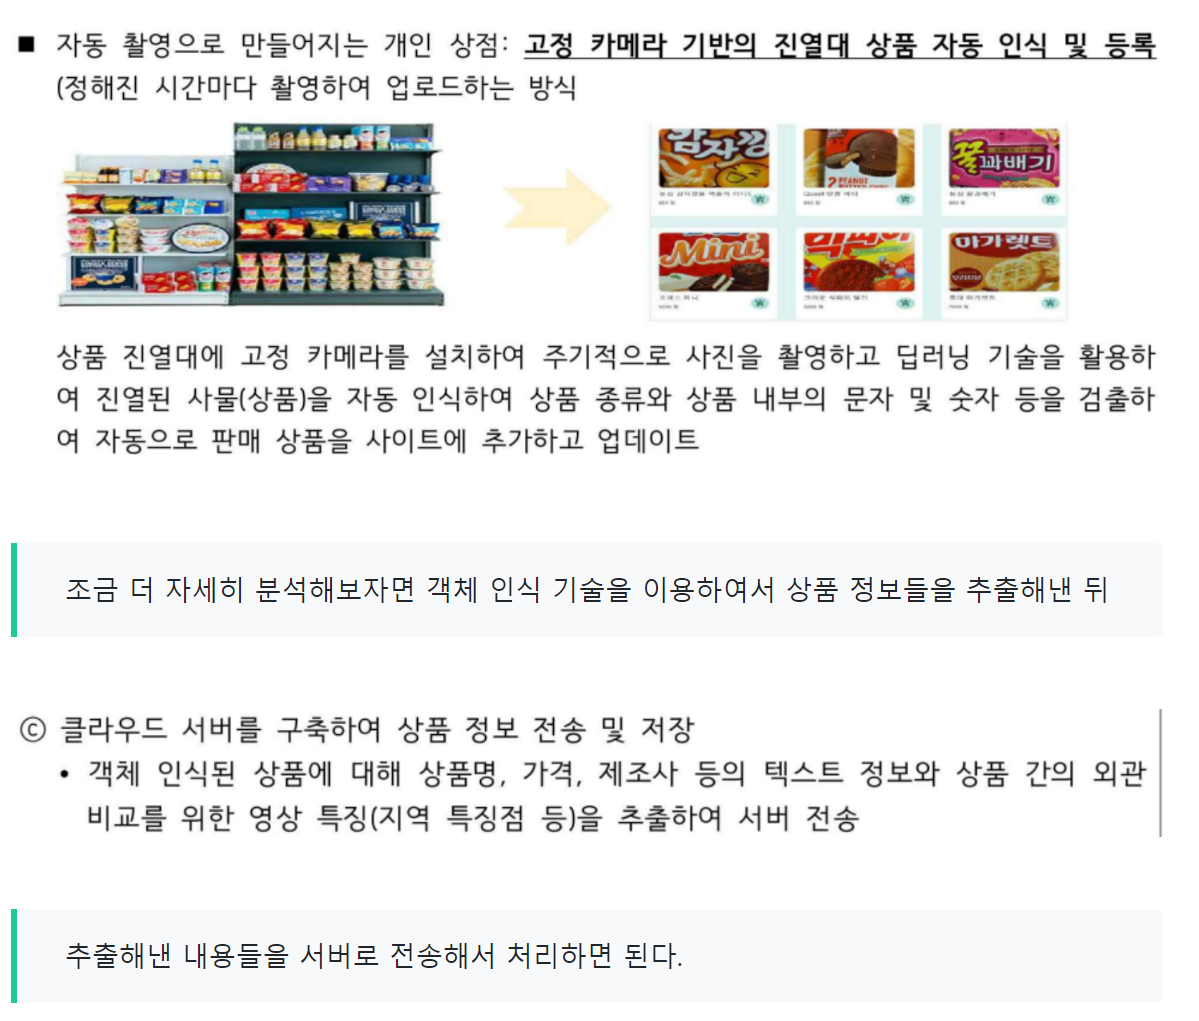 ■ 자동 촬영으로 만들어지는 개인 상점: 고정 카메라 기반의 진열대 상품 자동 인식 및 등록
(정해진 시간마다 촬영하여 업로드하는 방식
감자깡
2 PEANUT
꿀꽈배기
Mini
빅파이
마가렛트
상품 진열대에 고정 카메라를 설치하여 주기적으로 사진을 촬영하고 딥러닝 기술을 활용하
여 진열된 사물(상품)을 자동 인식하여 상품 종류와 상품 내부의 문자 및 숫자 등을 검출하
여 자동으로 판매 상품을 사이트에 추가하고 업데이트
조금 더 자세히 분석해보자면 객체 인식 기술을 이용하여서 상품 정보들을 추출해낸 뒤
ⓒ 클라우드 서버를 구축하여 상품 정보 전송 및 저장
• 객체 인식된 상품에 대해 상품명, 가격, 제조사 등의 텍스트 정보와 상품 간의 외관
비교를 위한 영상 특징(지역 특징점 등)을 추출하여 서버 전송
추출해낸 내용들을 서버로 전송해서 처리하면 된다.